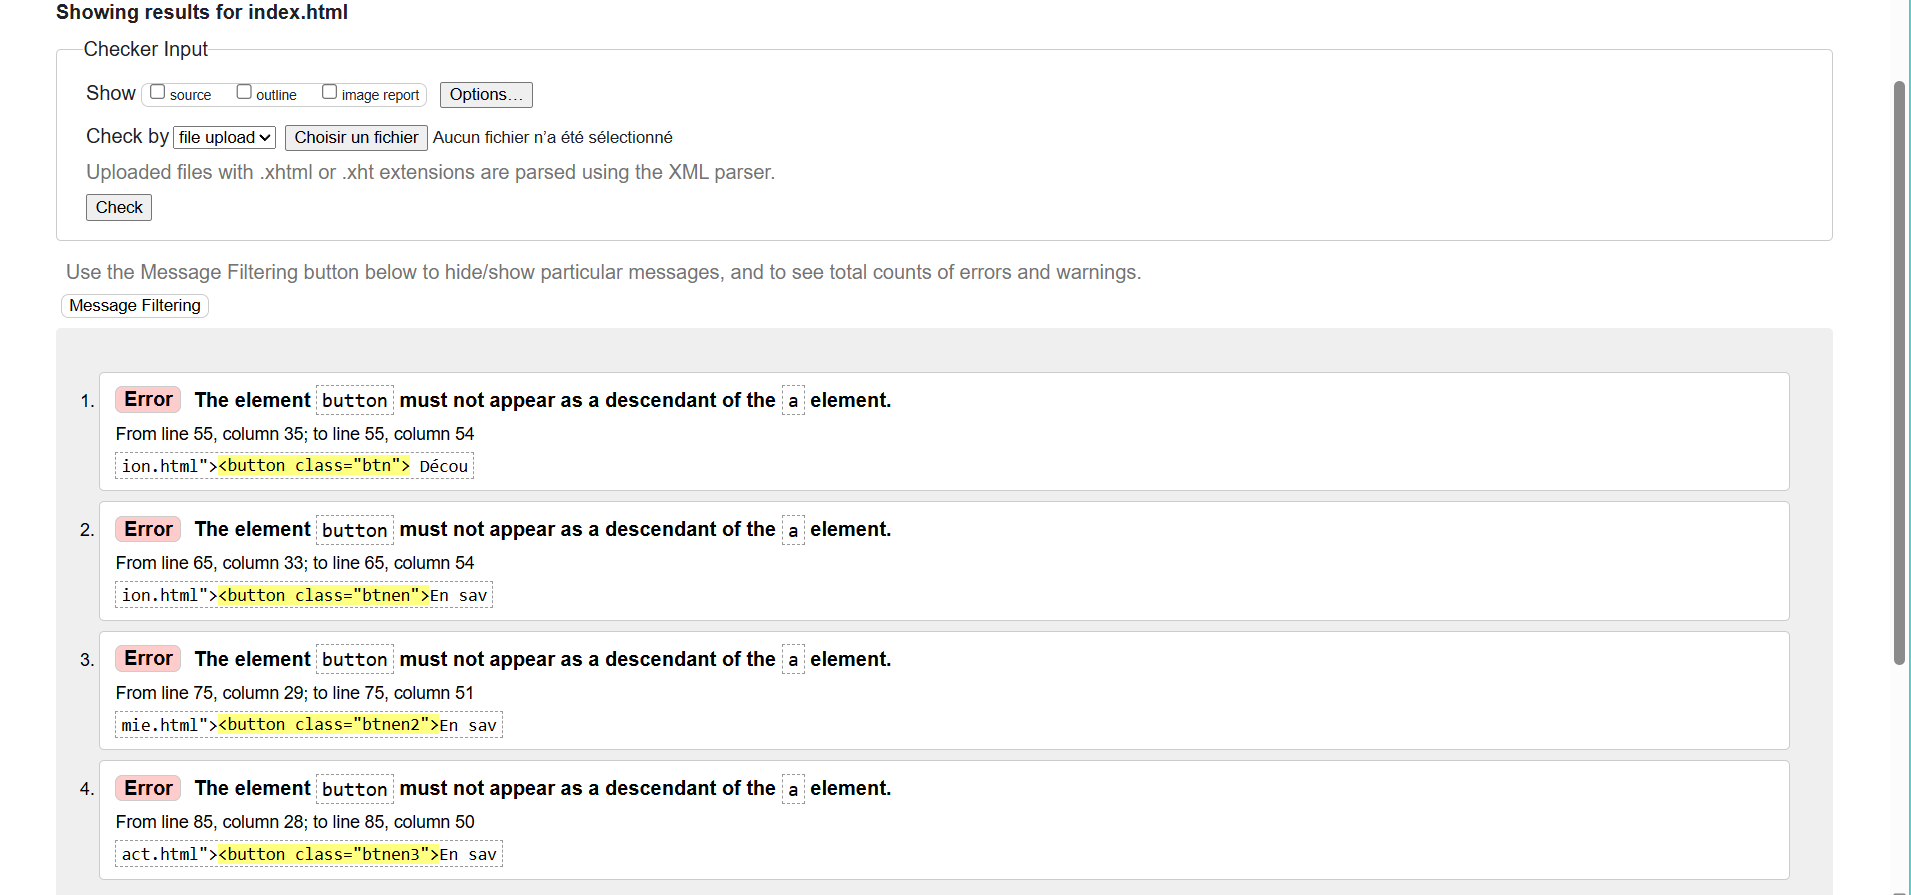 Showing results for index.html
Checker Input
Show source outline image report Options...
Check by file upload Choisir un fichier Aucun fichier n’a été sélectionné
Uploaded files with .xhtml or .xht extensions are parsed using the XML parser.
Check
Use the Message Filtering button below to hide/show particular messages, and to see total counts of errors and warnings.
Message Filtering
1. Error The element button must not appear as a descendant of the a element.
From line 55, column 35; to line 55, column 54
ion.html"><button class="btn"> Décou
2. Error The element button must not appear as a descendant of the a element.
From line 65, column 33; to line 65, column 54
ion.html"><button class="btnen">En sav
3. Error The element button must not appear as a descendant of the a element.
From line 75, column 29; to line 75, column 51
mie.html"><button class="btnen2">En sav
4. Error The element button must not appear as a descendant of the a element.
From line 85, column 28; to line 85, column 50
act.html"><button class="btnen3">En sav